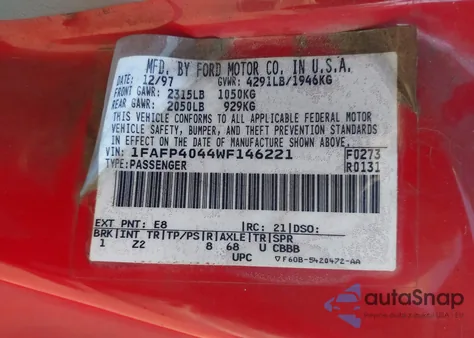 MFD. BY FORD MOTOR CO. IN U.S.A.
DATE: 12/97 GVWR: 4291LB/1946KG
FRONT GAWR: 2315LB 1050KG
REAR GAWR: 2050LB 929KG
THIS VEHICLE CONFORMS TO ALL APPLICABLE FEDERAL MOTOR
VEHICLE SAFETY, BUMPER, AND THEFT PREVENTION STANDARDS
IN EFFECT ON THE DATE OF MANUFACTURE SHOWN ABOVE.
VIN: 1FAFP4044WF146221 F0273
TYPE: PASSENGER R0131
EXT PNT: E8 |RC: 21|DSO:
BRK|INT TR|TP/PS|R|AXLE|TR|SPR
1 Z2 8 68 U CBBB
UPC ▽F60B-5420472-AA
autoSnap